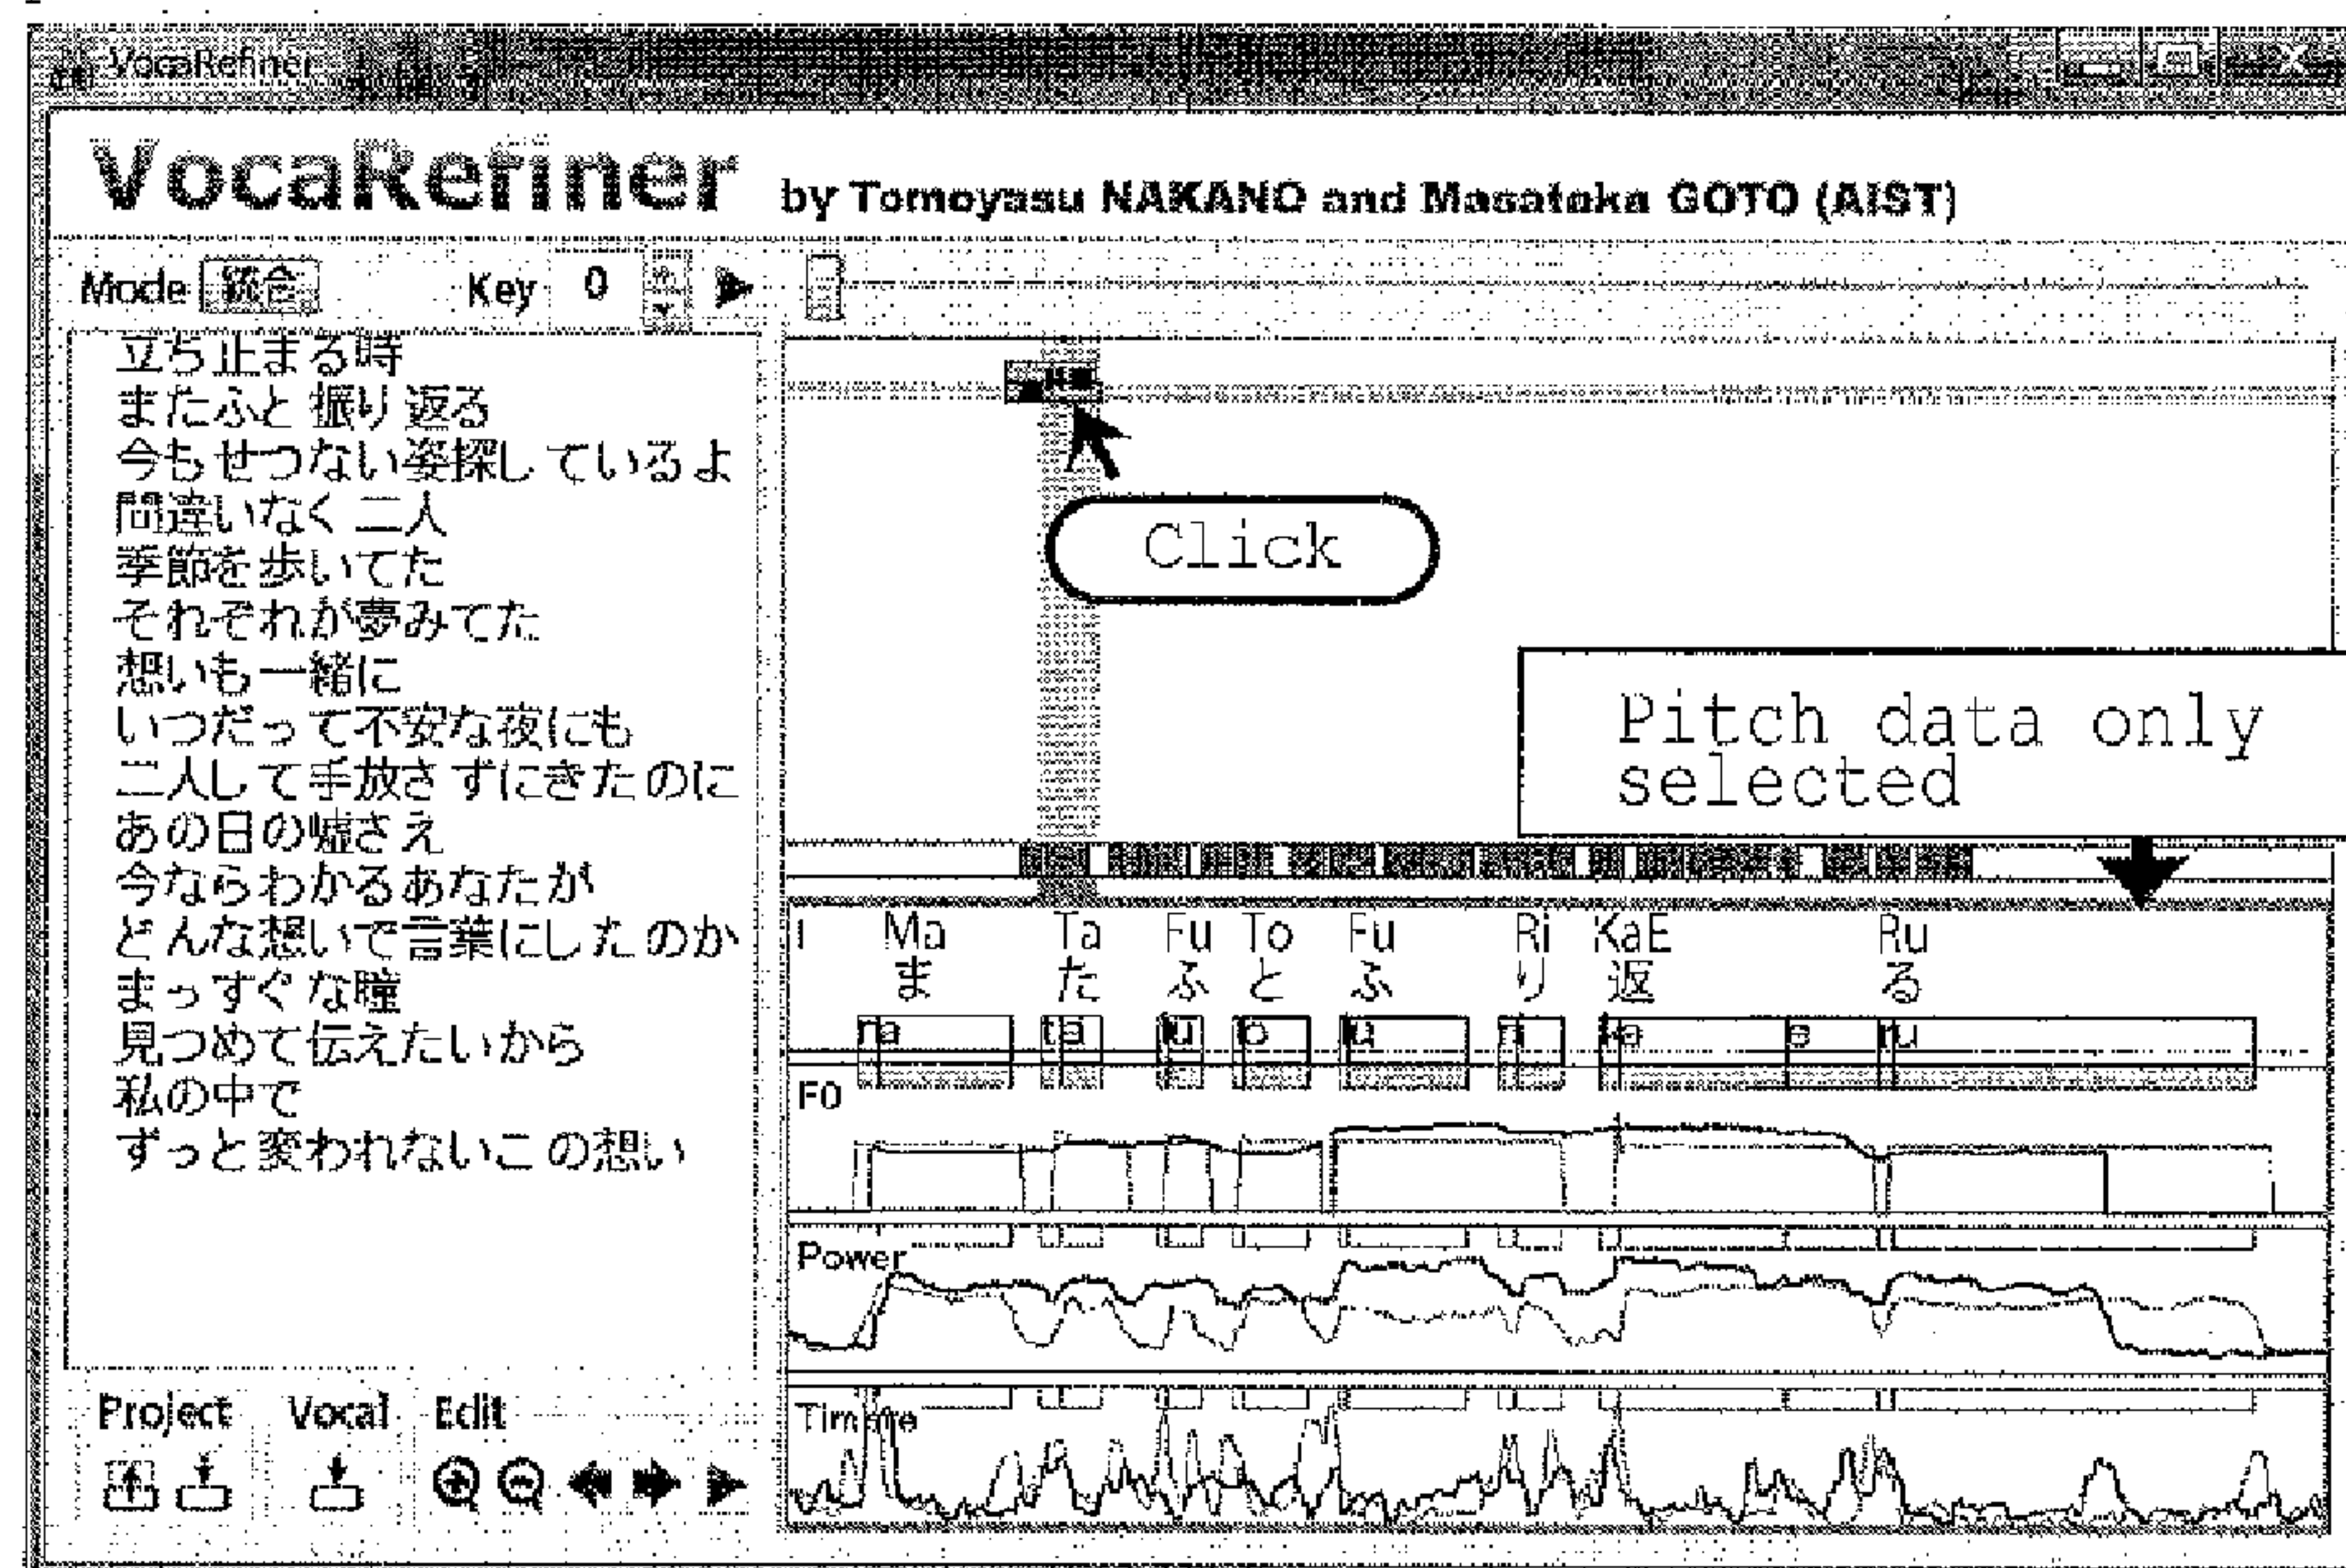 VocaRefiner
VocaRefiner by Tomoyasu NAKANO and Masataka GOTO (AIST)
Mode 統合 Key 0
立ち止まる時
またふと振り返る
今もせつない姿探しているよ
間違いなく二人
季節を歩いてた
それぞれが夢みてた
想いも一緒に
いつだって不安な夜にも
二人して手放さずにきたのに
あの日の嘘さえ
今ならわかるあなたが
どんな想いで言葉にしたのか
まっすぐな瞳
見つめて伝えたいから
私の中で
ずっと変われないこの想い
Click
Pitch data only
selected
Ma Ta Fu To Fu Ri KaE Ru
ま た ふ と ふ り 返 る
ta e ru
F0
Power
Timbre
Project Vocal Edit